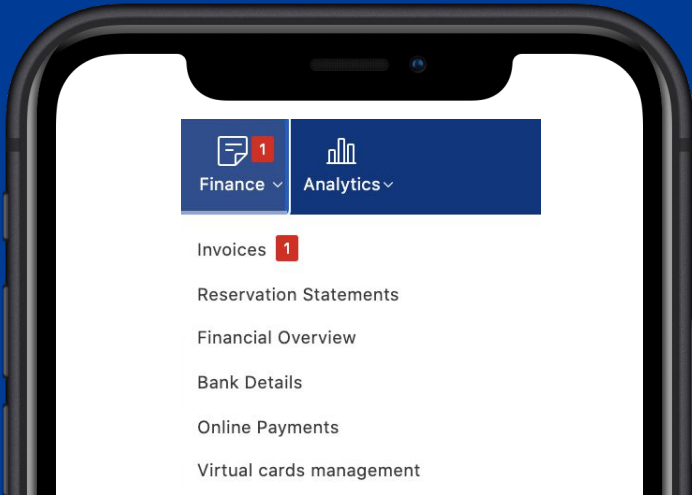 1
Finance Analytics
Invoices 1
Reservation Statements
Financial Overview
Bank Details
Online Payments
Virtual cards management